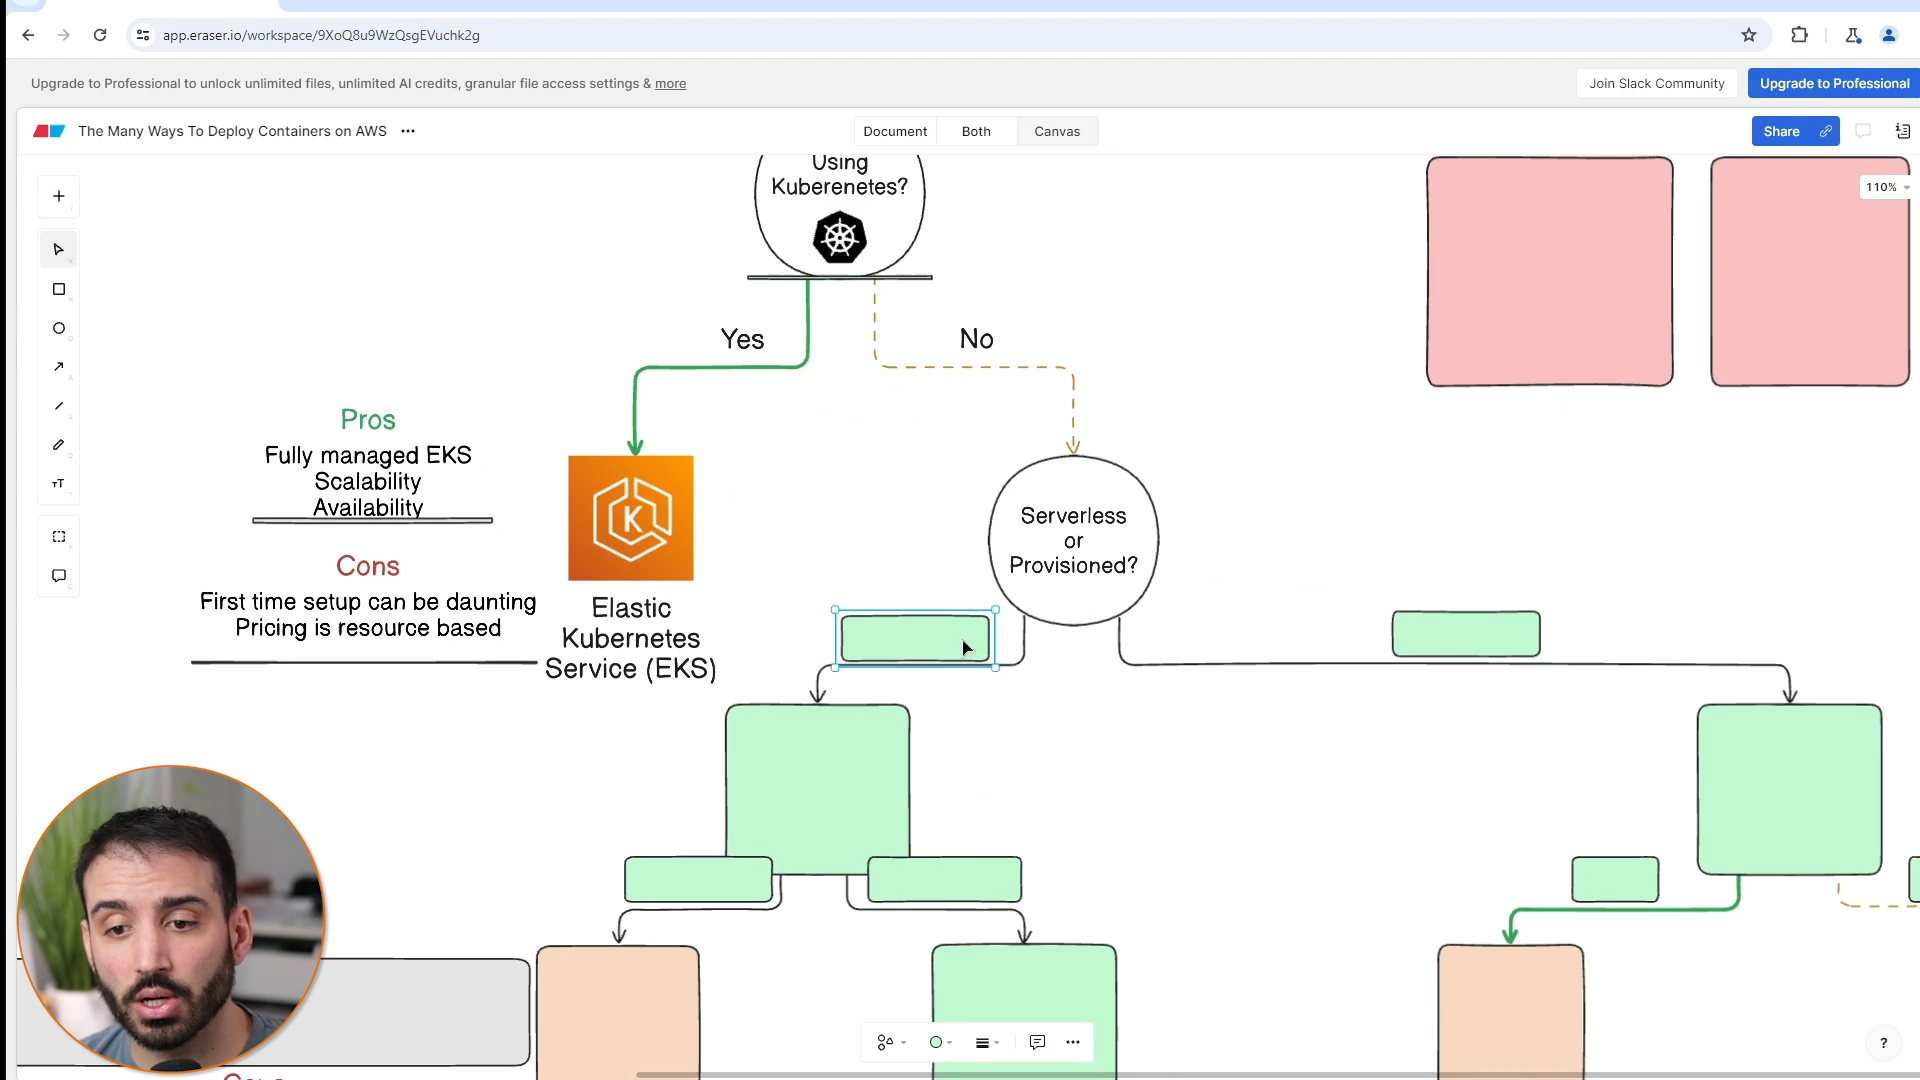 app.eraser.io/workspace/9XoQ8u9WzQsgEVuchk2g
Upgrade to Professional to unlock unlimited files, unlimited AI credits, granular file access settings & more
Join Slack Community
Upgrade to Professional
The Many Ways To Deploy Containers on AWS
Document
Both
Canvas
Share
110%
Using
Kuberenetes?
Yes
No
Pros
Fully managed EKS
Scalability
Availability
Cons
First time setup can be daunting
Pricing is resource based
K
Elastic
Kubernetes
Service (EKS)
Serverless
or
Provisioned?
?